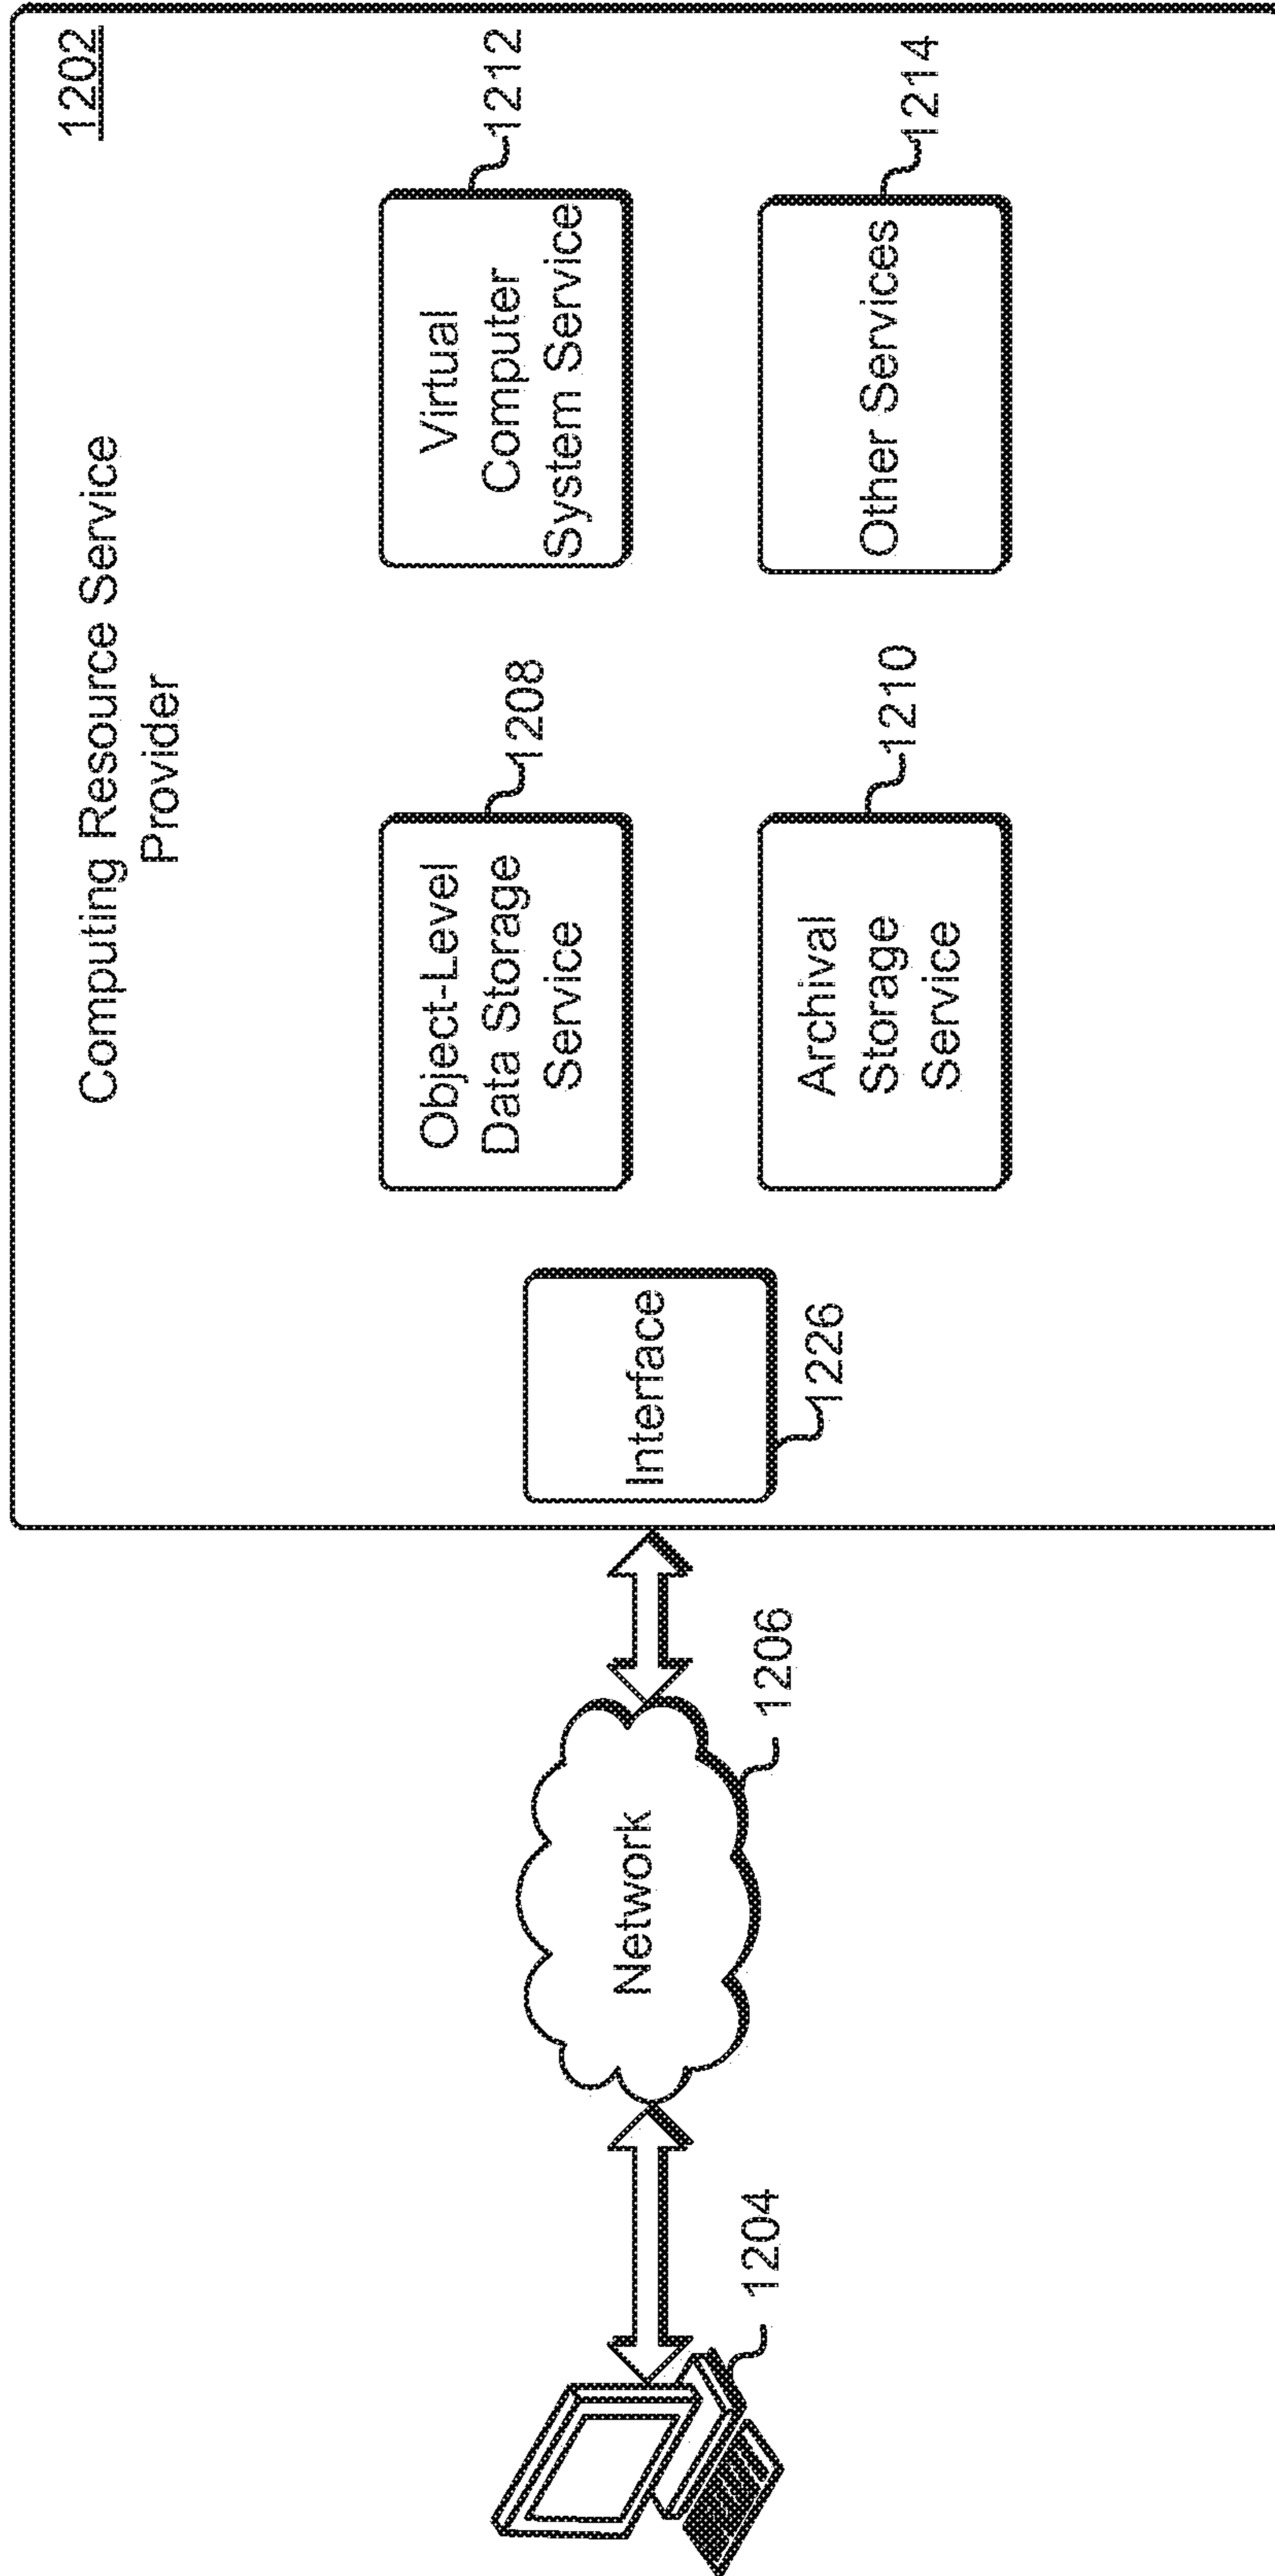 1202
Computing Resource Service
Provider
Object-Level
Data Storage
Service
1208
Virtual
Computer
System Service
1212
Interface
1226
Network
1206
1204
Archival
Storage
Service
1210
Other Services
1214